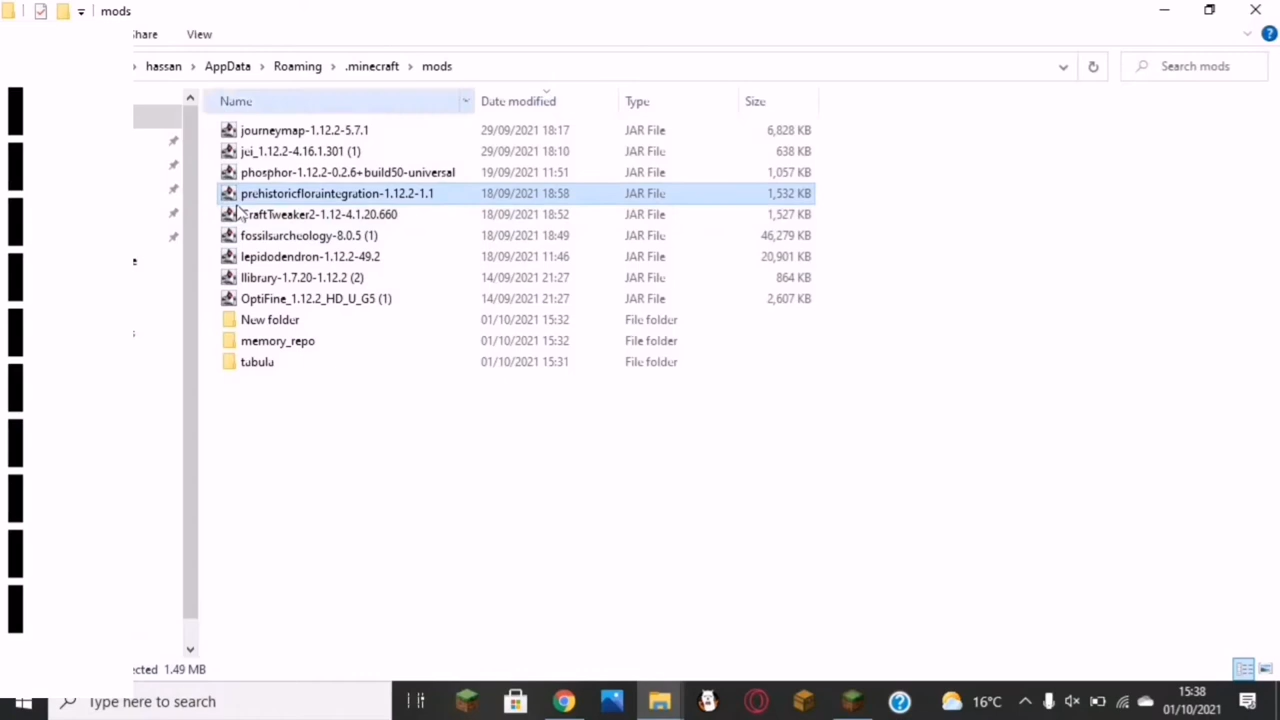 mods
Share View
hassan AppData Roaming .minecraft mods Search mods
Name Date modified Type Size
journeymap-1.12.2-5.7.1 29/09/2021 18:17 JAR File 6,828 KB
jei_1.12.2-4.16.1.301 (1) 29/09/2021 18:10 JAR File 638 KB
phosphor-1.12.2-0.2.6+build50-universal 19/09/2021 11:51 JAR File 1,057 KB
prehistoricfloraintegration-1.12.2-1.1 18/09/2021 18:58 JAR File 1,532 KB
CraftTweaker2-1.12-4.1.20.660 18/09/2021 18:52 JAR File 1,527 KB
fossilsarcheology-8.0.5 (1) 18/09/2021 18:49 JAR File 46,279 KB
lepidodendron-1.12.2-49.2 18/09/2021 11:46 JAR File 20,901 KB
llibrary-1.7.20-1.12.2 (2) 14/09/2021 21:27 JAR File 864 KB
OptiFine_1.12.2_HD_U_G5 (1) 14/09/2021 21:27 JAR File 2,607 KB
New folder 01/10/2021 15:32 File folder
memory_repo 01/10/2021 15:32 File folder
tabula 01/10/2021 15:31 File folder
ected 1.49 MB
Type here to search 16°C 15:38
01/10/2021